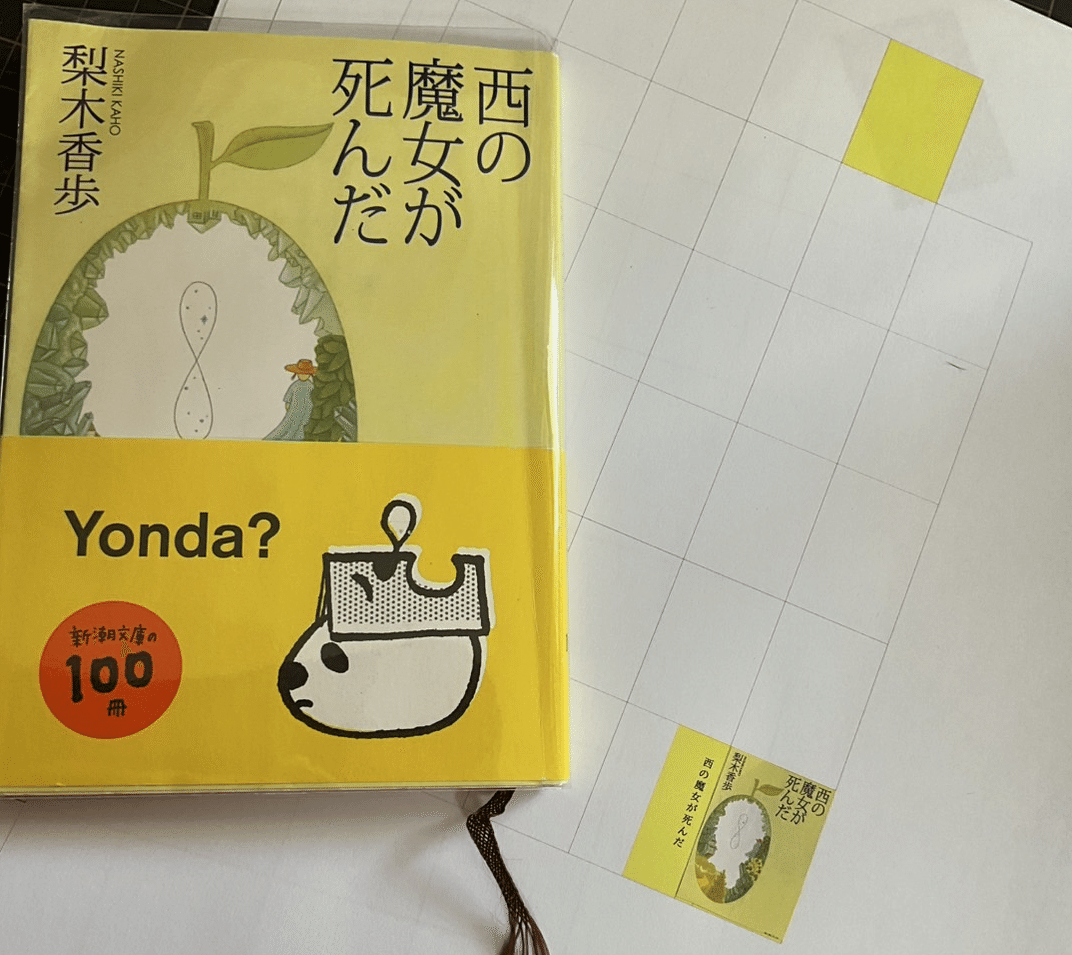 西の
魔女が
死んだ
梨木香歩
NASHIKI KAHO
Yonda?
新潮文庫の
100
冊
西の
魔女が
死んだ
梨木香歩
西の魔女が死んだ